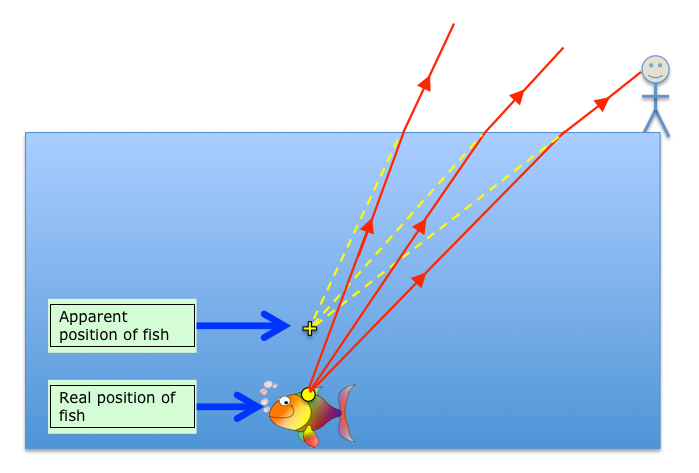 Apparent
position of fish
Real position of
fish